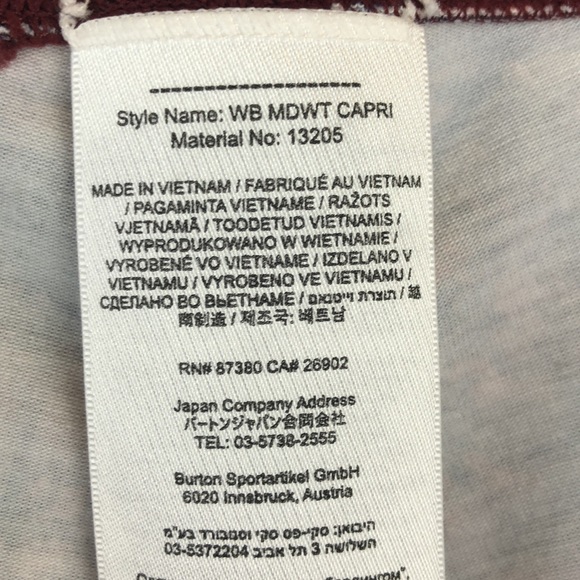 Style Name: WB MDWT CAPRI
Material No: 13205
MADE IN VIETNAM / FABRIQUÉ AU VIETNAM
/ PAGAMINTA VIETNAME / RAŽOTS
VJETNAMĀ / TOODETUD VIETNAMIS /
WYPRODUKOWANO W WIETNAMIE /
VYROBENÉ VO VIETNAME / IZDELANO V
VIETNAMU / VYROBENO VE VIETNAMU /
СДЕЛАНО ВО ВЬЕТНАМЕ / תוצרת וייטנאם / 越
南制造 / 제조국: 베트남
RN# 87380 CA# 26902
Japan Company Address
バートンジャパン合同会社
TEL: 03-5738-2555
Burton Sportartikel GmbH
6020 Innsbruck, Austria
היבואן: סקי-פס סקי וסנובורד בע"מ
השלושה 3 תל אביב 03-5372204